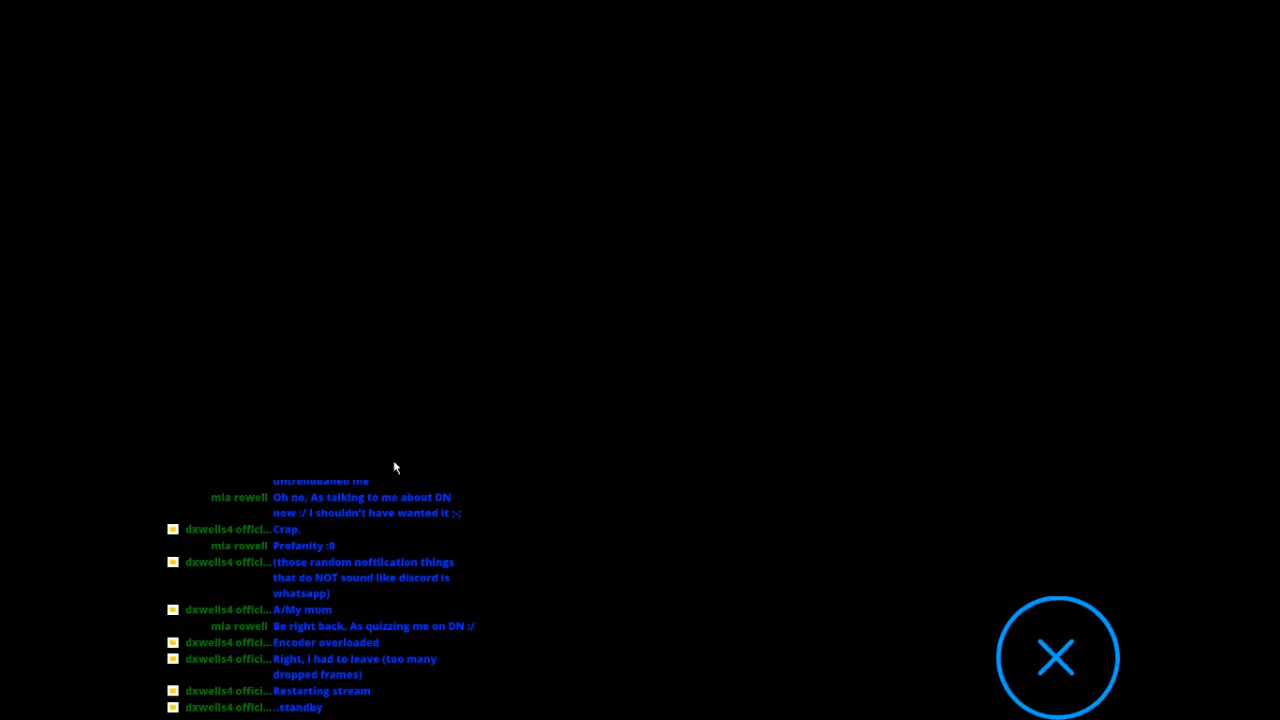 mia rowell Oh no, As talking to me about DN
now :/ I shouldn't have wanted it ;-;
dxwells4 offici... Crap.
mia rowell Profanity :0
dxwells4 offici... (those random noftiication things
that do NOT sound like discord is
whatsapp)
dxwells4 offici... A/My mum
mia rowell Be right back. As quizzing me on DN :/
dxwells4 offici... Encoder overloaded
dxwells4 offici... Right, i had to leave (too many
dropped frames)
dxwells4 offici... Restarting stream
dxwells4 offici... ..standby